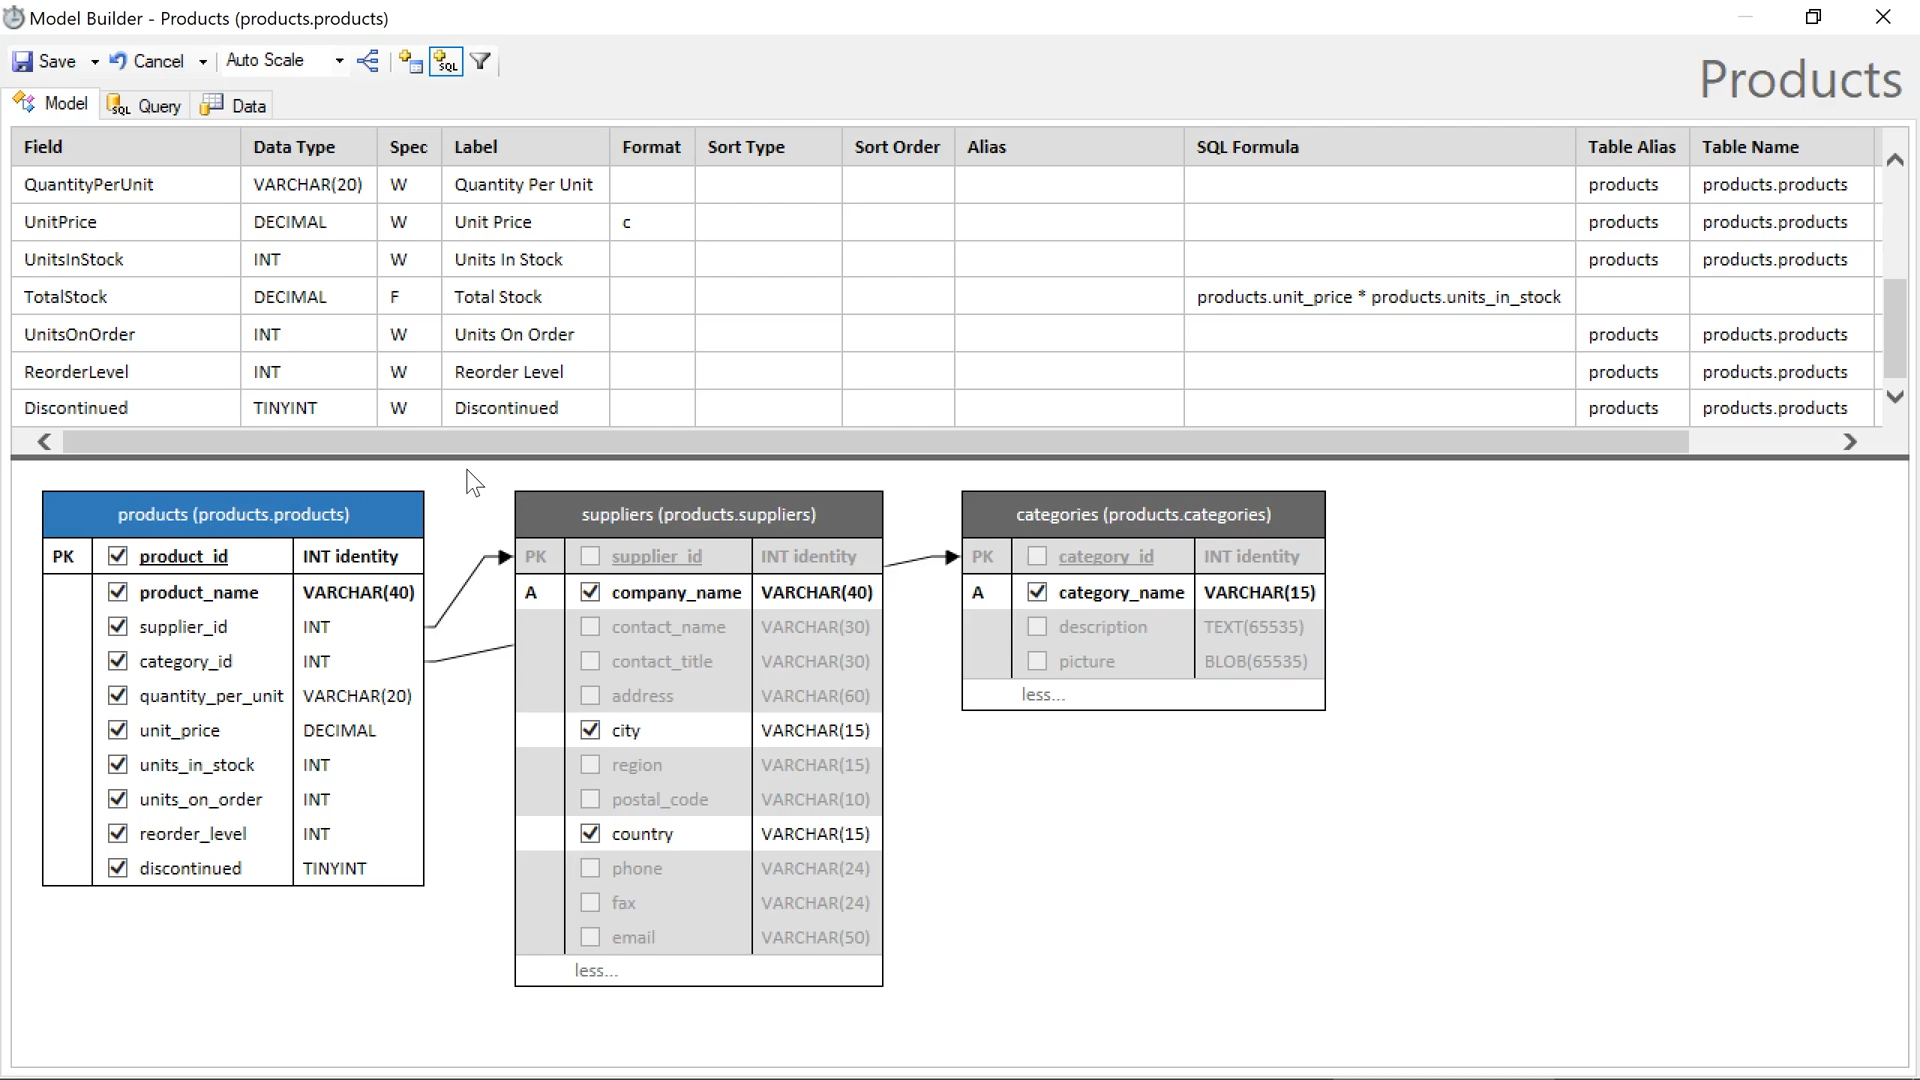 Model Builder - Products (products.products)
Save Cancel Auto Scale SQL
Products
Model SQL Query Data
Field Data Type Spec Label Format Sort Type Sort Order Alias SQL Formula Table Alias Table Name
QuantityPerUnit VARCHAR(20) W Quantity Per Unit products products.products
UnitPrice DECIMAL W Unit Price c products products.products
UnitsInStock INT W Units In Stock products products.products
TotalStock DECIMAL F Total Stock products.unit_price * products.units_in_stock
UnitsOnOrder INT W Units On Order products products.products
ReorderLevel INT W Reorder Level products products.products
Discontinued TINYINT W Discontinued products products.products
products (products.products)
PK product_id INT identity
product_name VARCHAR(40)
supplier_id INT
category_id INT
quantity_per_unit VARCHAR(20)
unit_price DECIMAL
units_in_stock INT
units_on_order INT
reorder_level INT
discontinued TINYINT
suppliers (products.suppliers)
PK supplier_id INT identity
A company_name VARCHAR(40)
contact_name VARCHAR(30)
contact_title VARCHAR(30)
address VARCHAR(60)
city VARCHAR(15)
region VARCHAR(15)
postal_code VARCHAR(10)
country VARCHAR(15)
phone VARCHAR(24)
fax VARCHAR(24)
email VARCHAR(50)
less...
categories (products.categories)
PK category_id INT identity
A category_name VARCHAR(15)
description TEXT(65535)
picture BLOB(65535)
less...